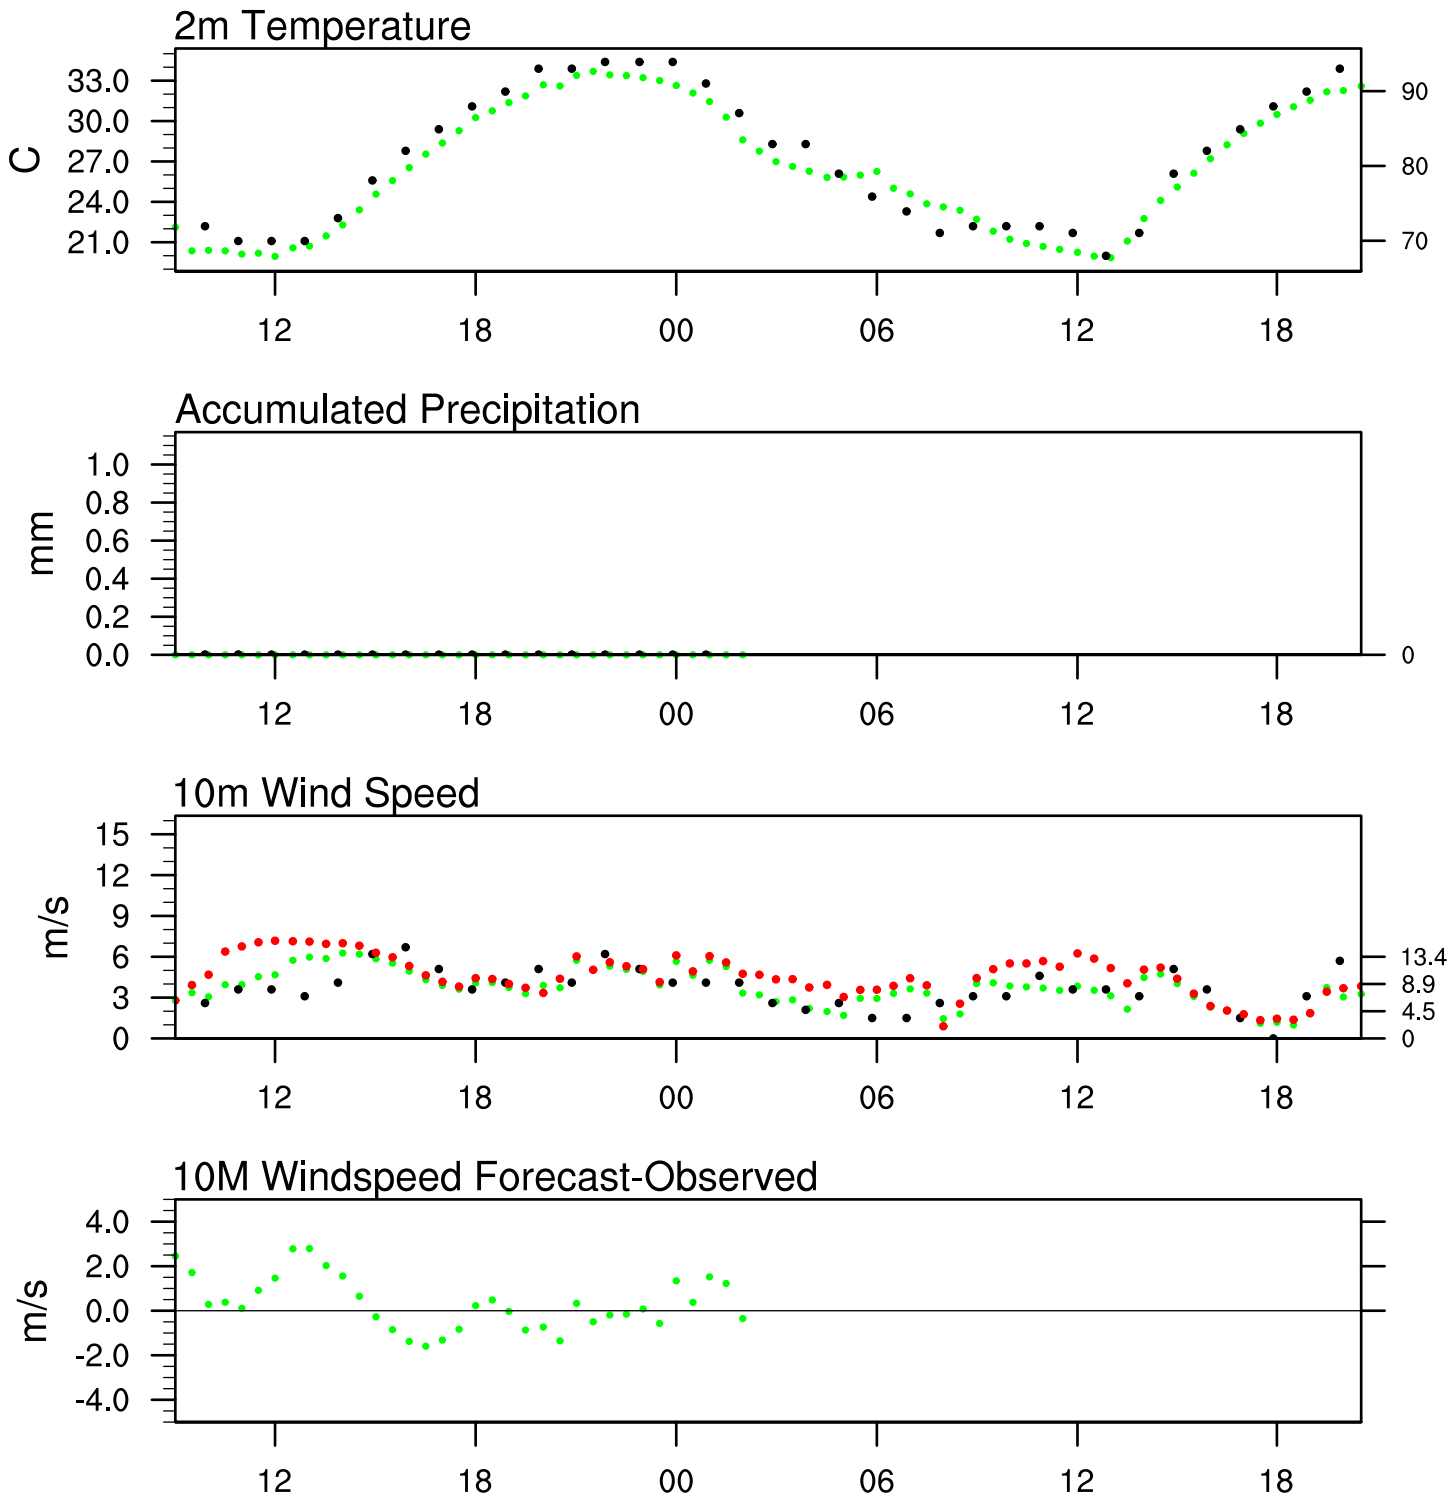 2m Temperature
33.0
30.0
27.0
24.0
21.0
C
90
80
70
12 18 00 06 12 18
Accumulated Precipitation
1.0
0.8
0.6
0.4
0.2
0.0
mm
0
12 18 00 06 12 18
10m Wind Speed
15
12
9
6
3
0
m/s
13.4
8.9
4.5
0
12 18 00 06 12 18
10M Windspeed Forecast-Observed
4.0
2.0
0.0
-2.0
-4.0
m/s
12 18 00 06 12 18